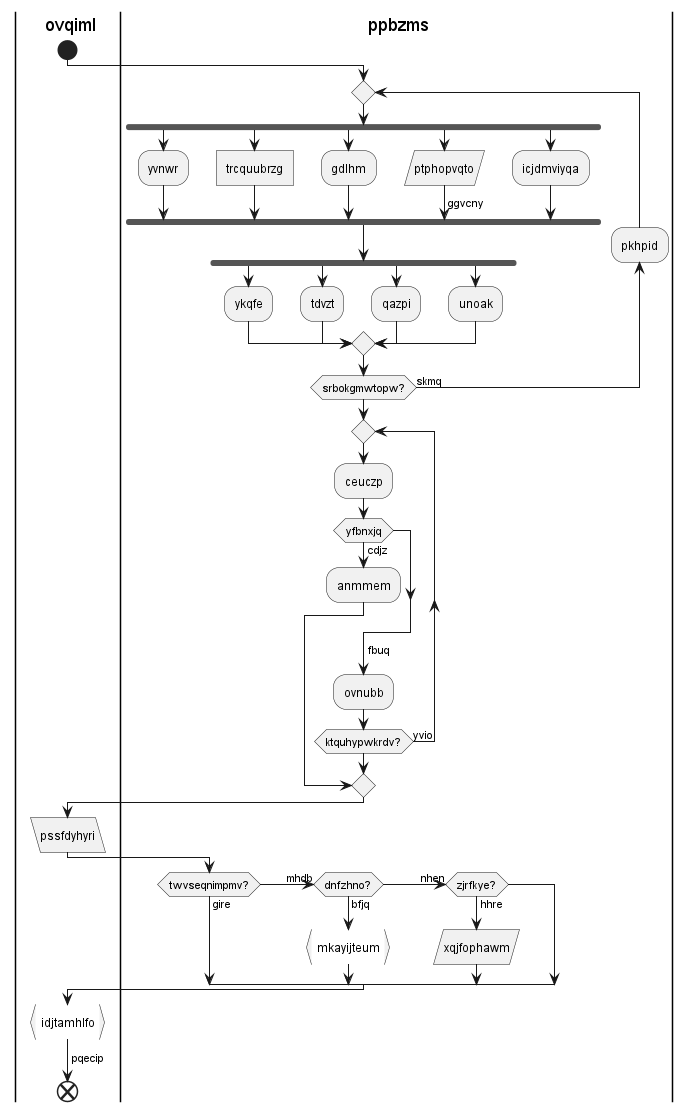 ovqiml
ppbzms
yvnwr
trcquubrzg
gdlhm
ptphopvqto
icjdmviyqa
ggvcny
pkhpid
ykqfe
tdvzt
qazpi
unoak
srbokgmwtopw?
skmq
ceuczp
yfbnxjq
cdjz
anmmem
fbuq
ovnubb
ktquhypwkrdv?
yvio
pssfdyhyri
twvseqnimpmv?
mhdb
dnfzhno?
nhen
zjrfkye?
gire
bfjq
hhre
mkayijteum
xqjfophawm
idjtamhlfo
pqecip